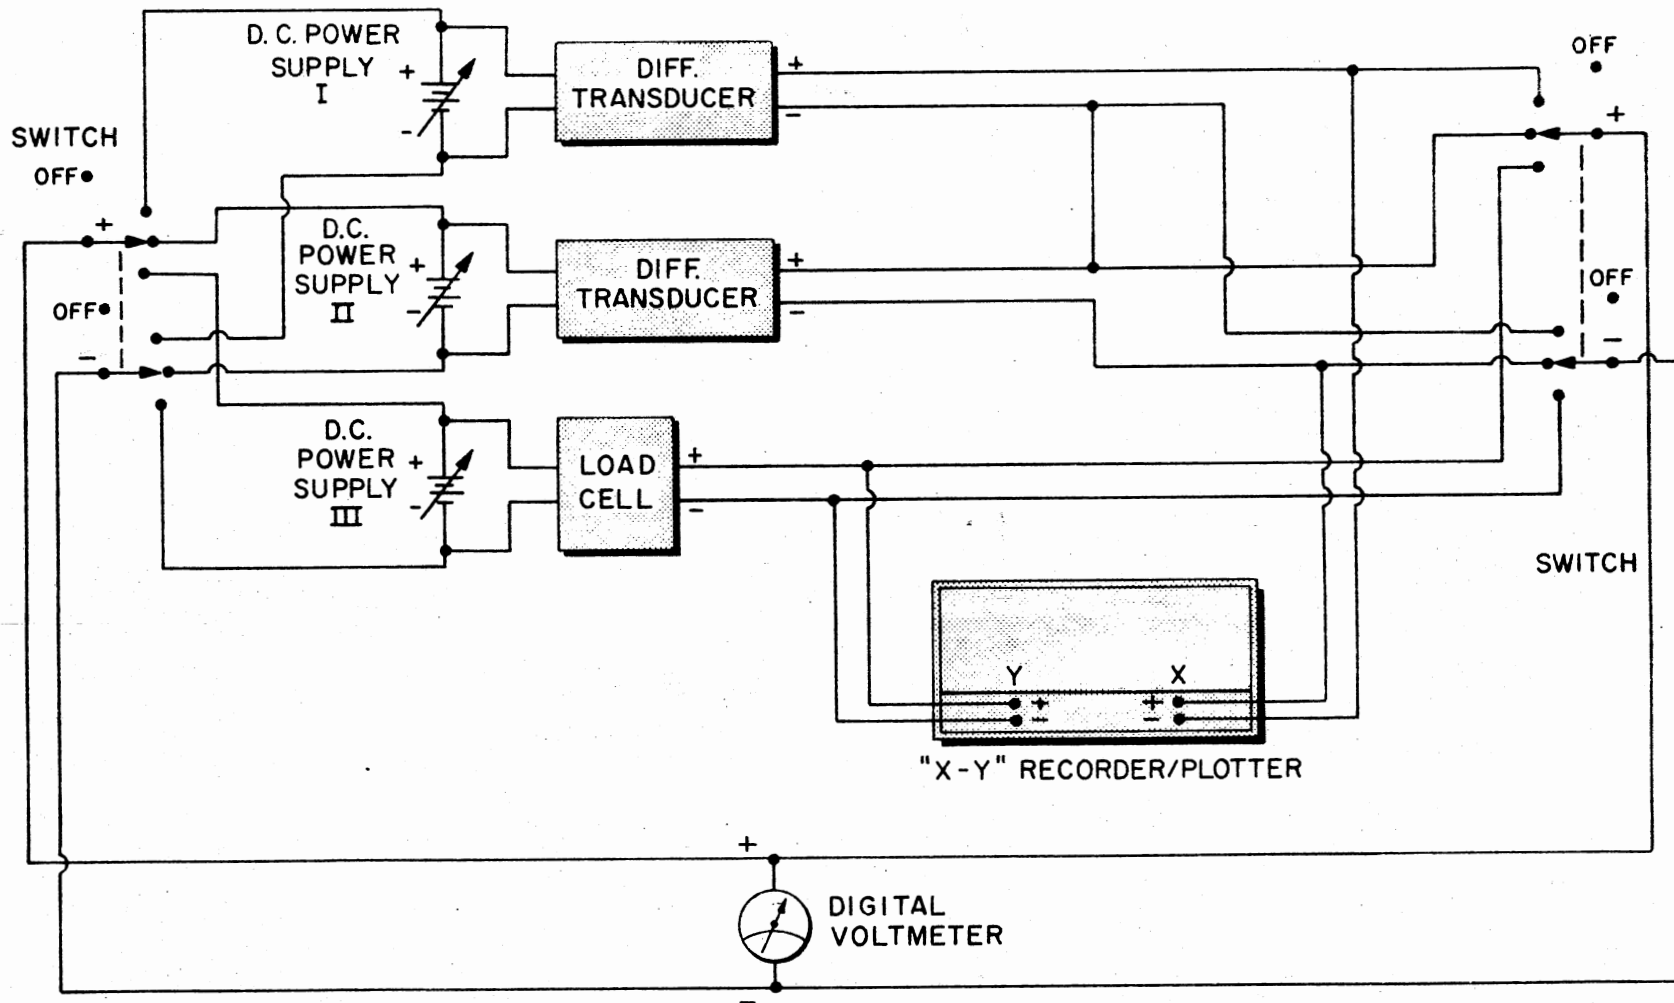 D. C. POWER
SUPPLY +
I
-
DIFF.
TRANSDUCER
+
-
OFF
+
SWITCH
OFF
+
D.C.
POWER +
SUPPLY
II -
DIFF.
TRANSDUCER
+
-
OFF
-
OFF
-
D.C.
POWER +
SUPPLY
III -
LOAD
CELL
+
-
SWITCH
Y X
+ +
- -
"X-Y" RECORDER/PLOTTER
+
DIGITAL
VOLTMETER
-